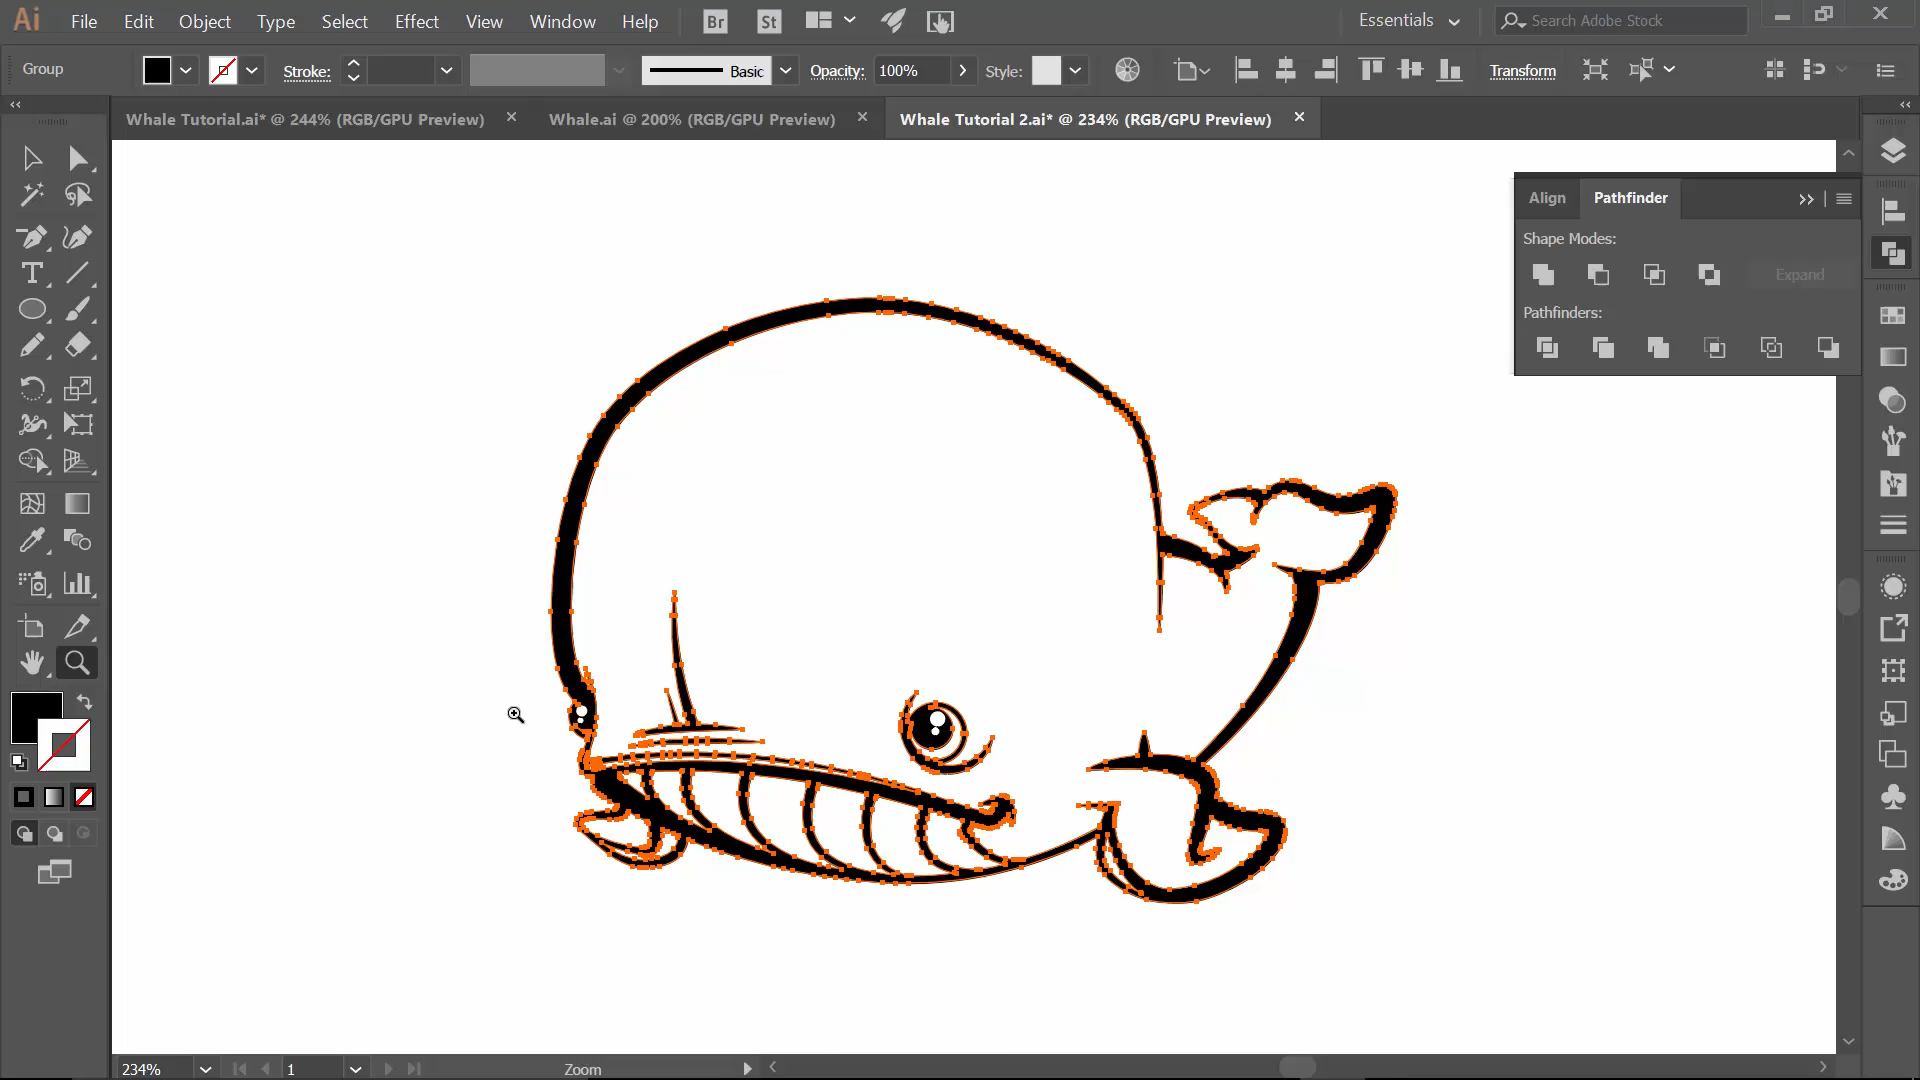 Ai File Edit Object Type Select Effect View Window Help Br St Essentials Search Adobe Stock
Group Stroke: Basic Opacity: 100% Style: Transform
Whale Tutorial.ai* @ 244% (RGB/GPU Preview) Whale.ai @ 200% (RGB/GPU Preview) Whale Tutorial 2.ai* @ 234% (RGB/GPU Preview)
Align Pathfinder
Shape Modes:
Expand
Pathfinders:
234% 1 Zoom